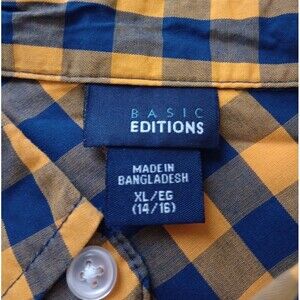 BASIC
EDITIONS
MADE IN
BANGLADESH
XL/EG
(14/16)